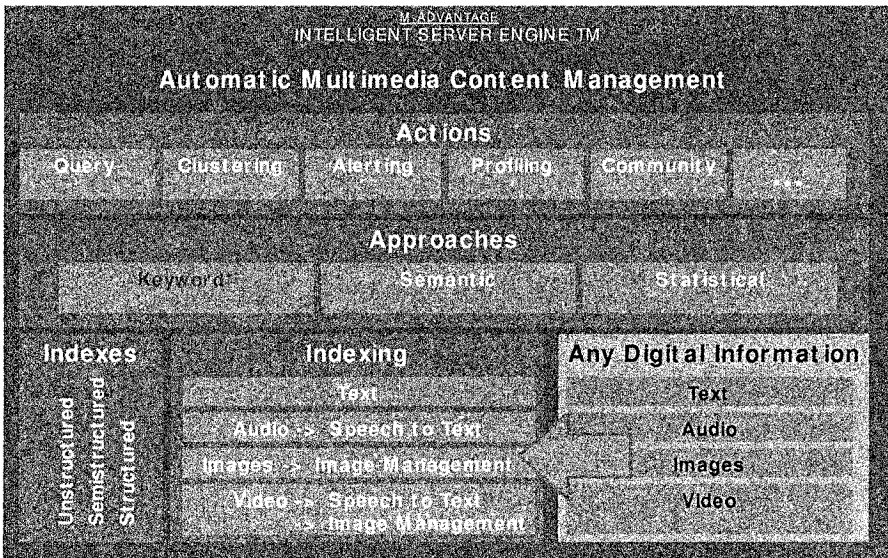 M-ADVANTAGE
INTELLIGENT SERVER ENGINE TM
Automatic Multimedia Content Management
Actions
Query
Clustering
Alerting
Profiling
Community
...
Approaches
Keyword
Semantic
Statistical
Indexes
Unstructured
Semistructured
Structured
Indexing
Text
Audio -> Speech to Text
Images -> Image Management
Video -> Speech to Text
-> Image Management
Any Digital Information
Text
Audio
Images
Video